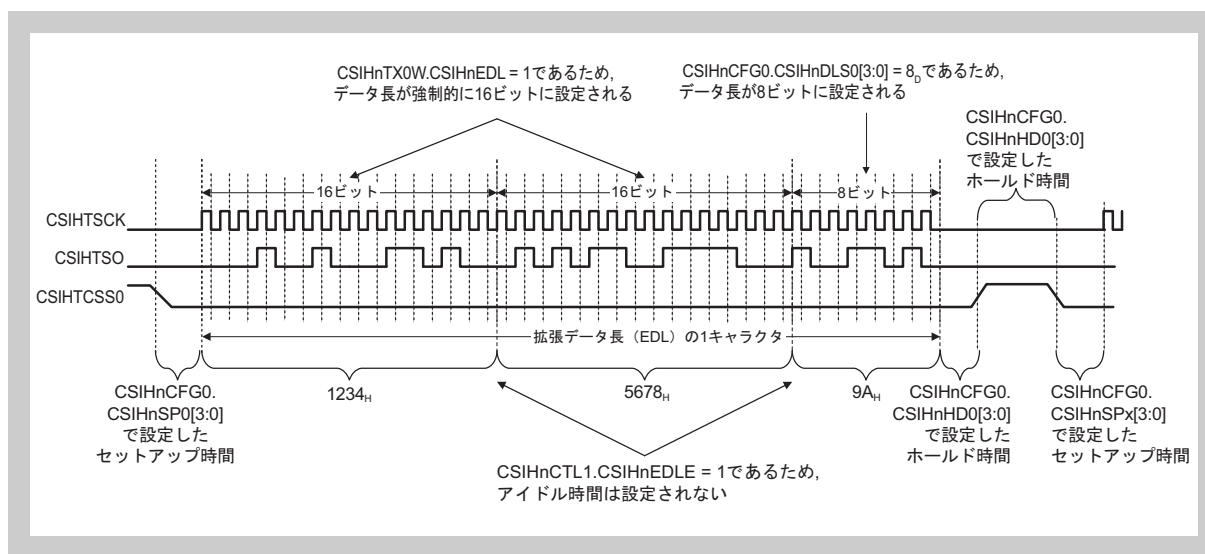 CSIHnTX0W.CSIHnEDL = 1であるため,
データ長が強制的に16ビットに設定される
CSIHnCFG0.CSIHnDLS0[3:0] = 8Dであるため,
データ長が8ビットに設定される
CSIHnCFG0.
CSIHnHD0[3:0]
で設定した
ホールド時間
16ビット
16ビット
8ビット
CSIHTSCK
CSIHTSO
CSIHTCSS0
拡張データ長（EDL）の1キャラクタ
CSIHnCFG0.
CSIHnSP0[3:0]
で設定した
セットアップ時間
1234H
5678H
9AH
CSIHnCFG0.
CSIHnHD0[3:0]
で設定した
ホールド時間
CSIHnCFG0.
CSIHnSPx[3:0]
で設定した
セットアップ時間
CSIHnCTL1.CSIHnEDLE = 1であるため,
アイドル時間は設定されない